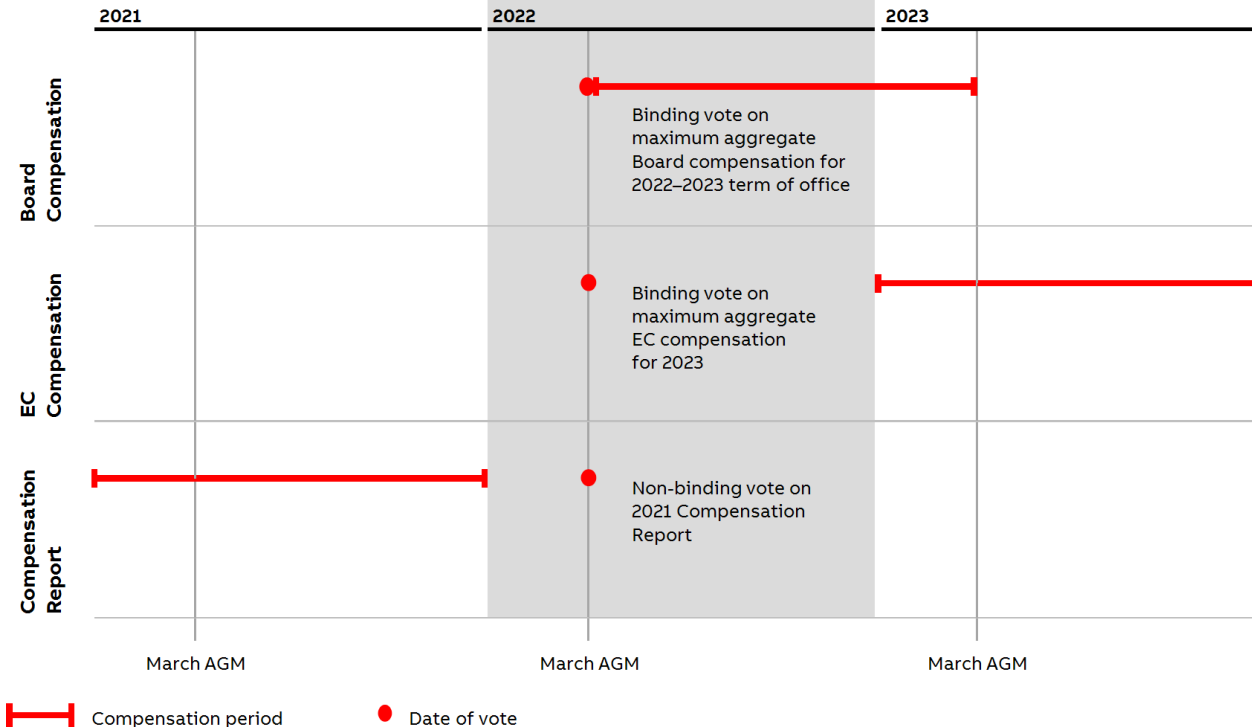 2021
2022
2023
Board
Compensation
Binding vote on
maximum aggregate
Board compensation for
2022–2023 term of office
EC
Compensation
Binding vote on
maximum aggregate
EC compensation
for 2023
Compensation
Report
Non-binding vote on
2021 Compensation
Report
March AGM
March AGM
March AGM
Compensation period
Date of vote